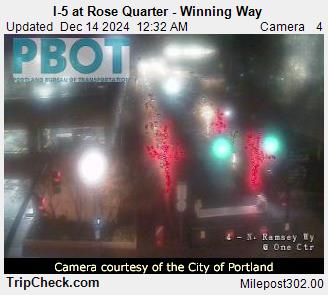 I-5 at Rose Quarter - Winning Way
Updated Dec 14 2024 12:32 AM Camera 4
PBOT
PORTLAND BUREAU OF TRANSPORTATION
4 - N. Ramsey Wy
@ One Ctr
Camera courtesy of the City of Portland
TripCheck.com Milepost302.00